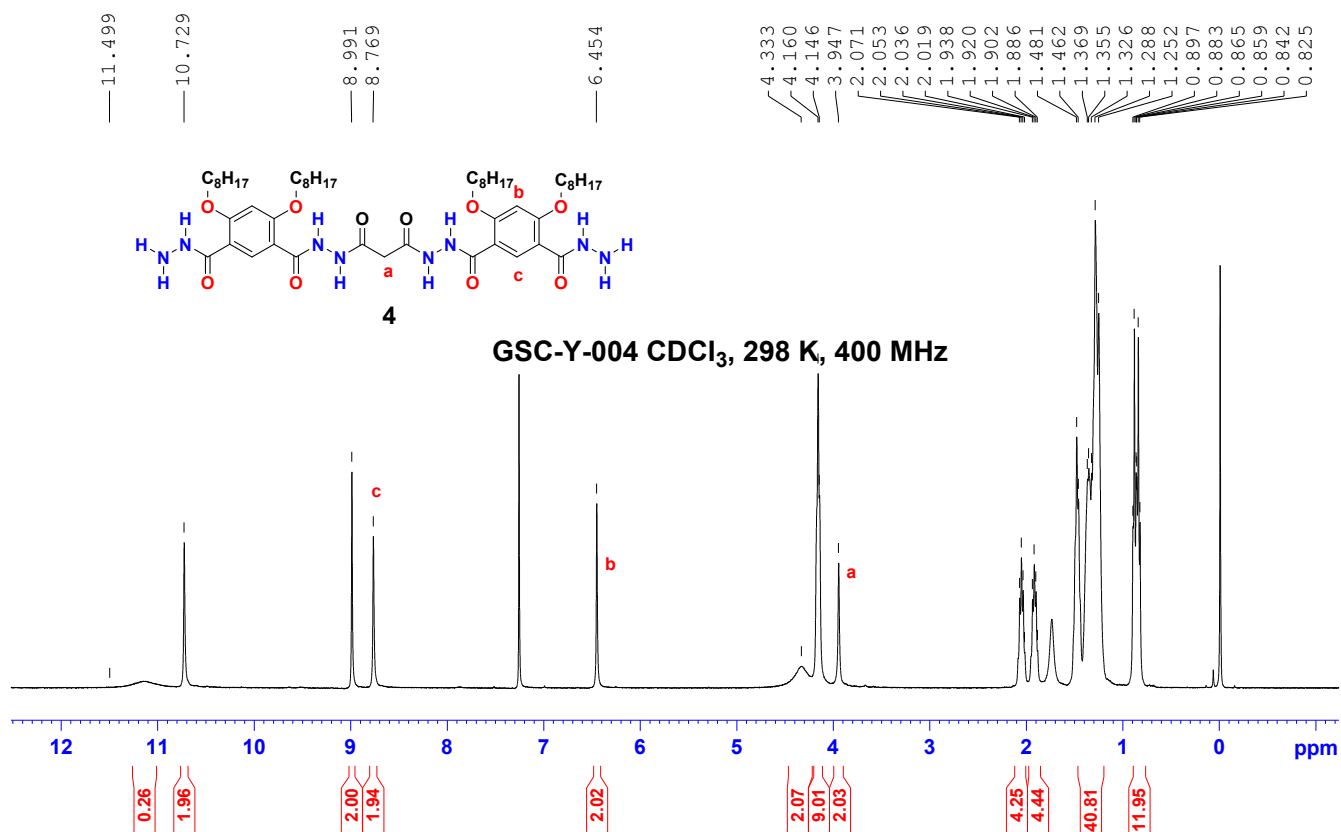 11.499
10.729
8.991
8.769
6.454
4.333
4.160
4.146
3.947
2.071
2.053
2.036
2.019
1.938
1.920
1.902
1.886
1.481
1.462
1.369
1.355
1.326
1.288
1.252
0.897
0.883
0.865
0.859
0.842
0.825
C8H17 C8H17 C8H17 b C8H17
O O O O O O
H H H H H
N N N N N N N N
H N H H H H N H
O O a O c O
H H H H
4
GSC-Y-004 CDCl3, 298 K, 400 MHz
c
b
a
12 11 10 9 8 7 6 5 4 3 2 1 0 ppm
0.26 1.96 2.00 1.94 2.02 2.07 9.01 2.03 4.25 4.44 40.81 11.95